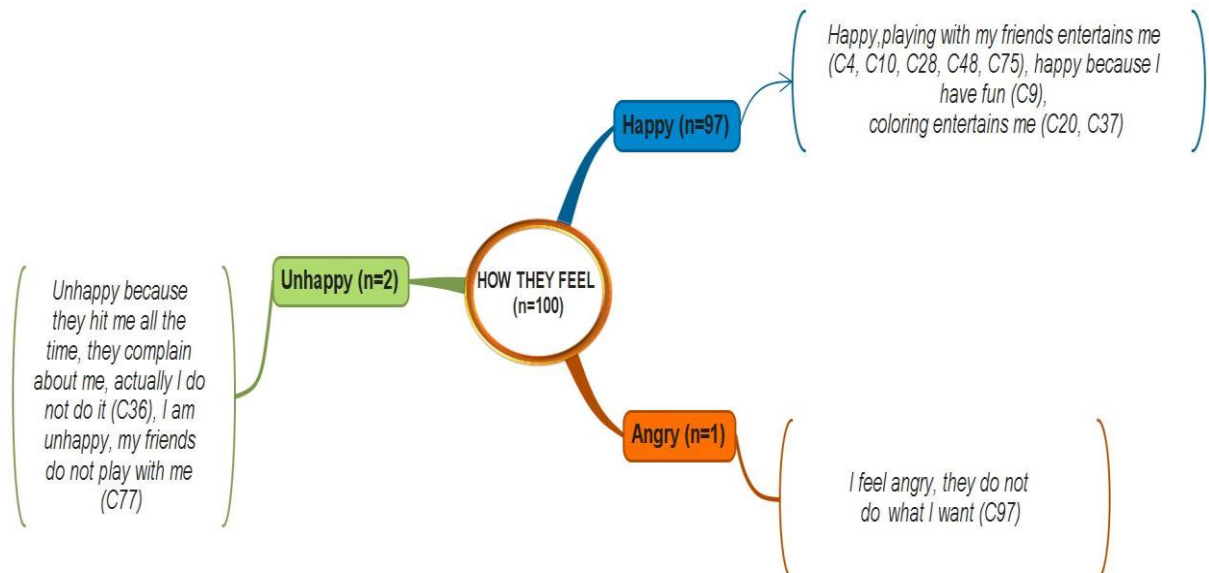 Happy,playing with my friends entertains me
(C4, C10, C28, C48, C75), happy because I
have fun (C9),
coloring entertains me (C20, C37)
Happy (n=97)
HOW THEY FEEL
(n=100)
Unhappy (n=2)
Unhappy because
they hit me all the
time, they complain
about me, actually I do
not do it (C36), I am
unhappy, my friends
do not play with me
(C77)
Angry (n=1)
I feel angry, they do not
do what I want (C97)